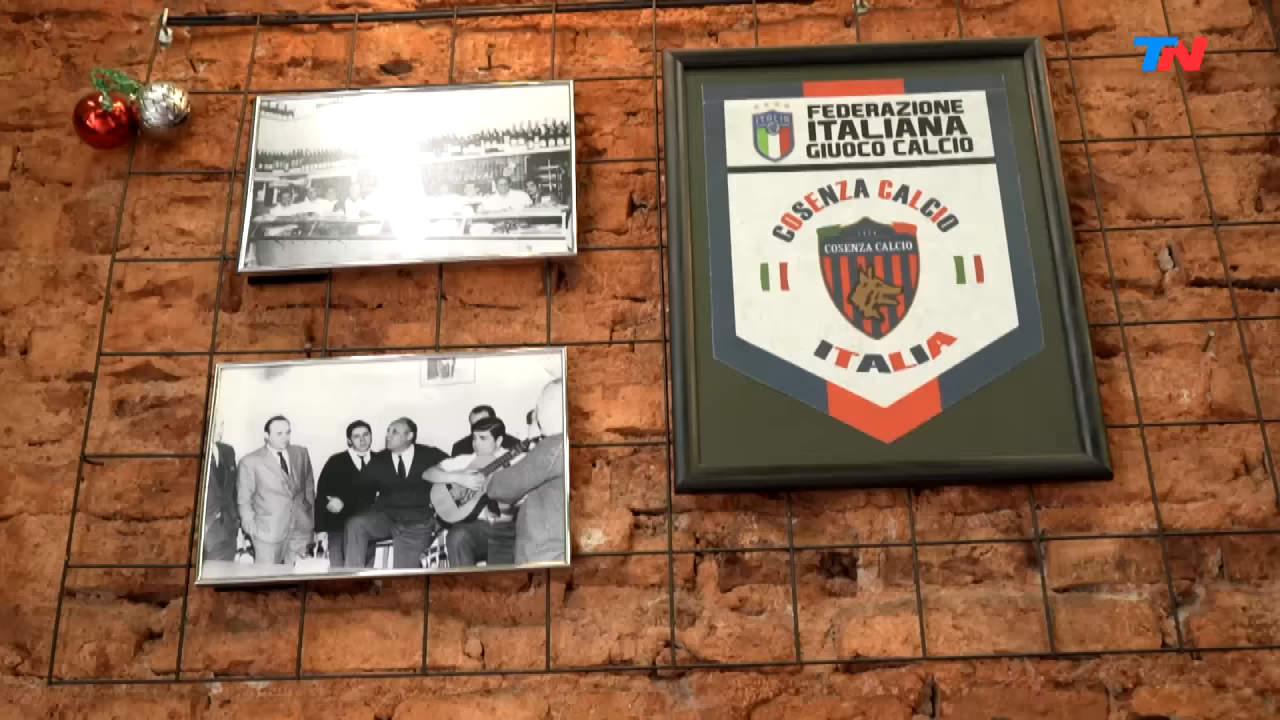 TN
ITALIA
FEDERAZIONE
ITALIANA
GIUOCO CALCIO
COSENZA CALCIO
COSENZA CALCIO
ITALIA